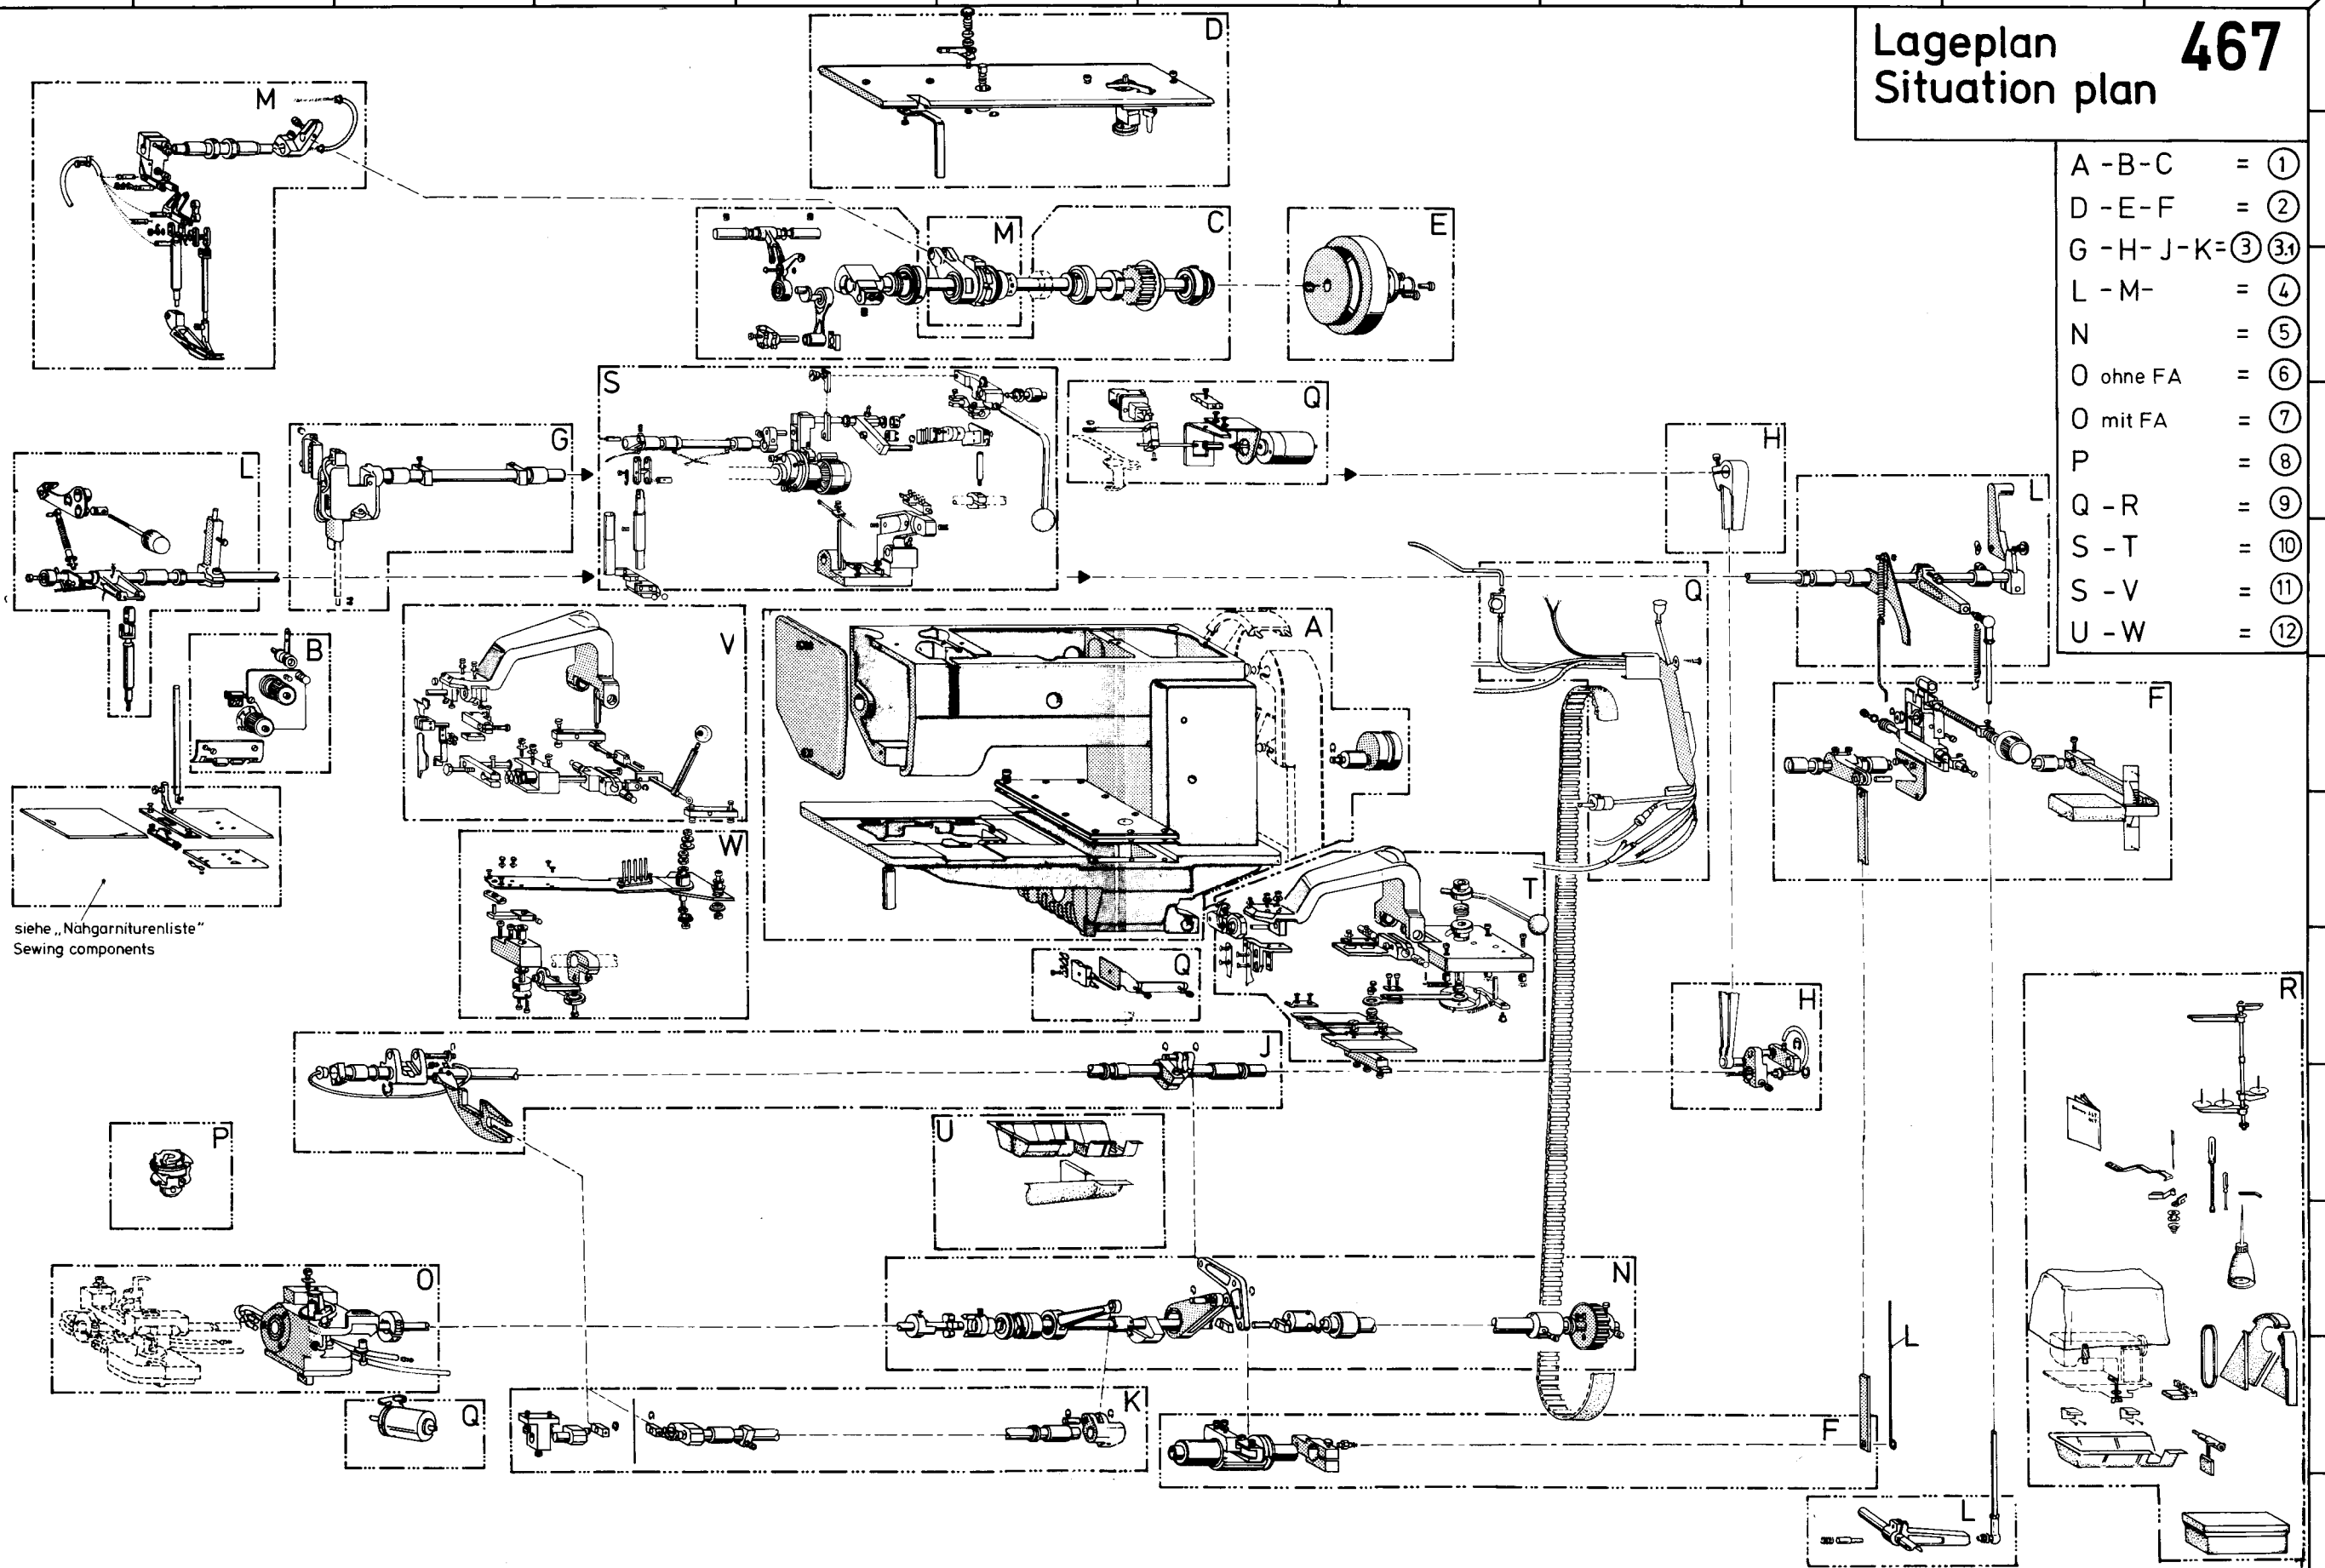 Lageplan 467
Situation plan
A - B - C = 1
D - E - F = 2
G - H - J - K = 3 3.1
L - M - = 4
N = 5
O ohne FA = 6
O mit FA = 7
P = 8
Q - R = 9
S - T = 10
S - V = 11
U - W = 12
D
M
M
C
E
S
Q
G
H
L
L
B
V
A
Q
F
W
T
siehe „Nähgarniturenliste"
Sewing components
Q
H
R
J
P
U
O
N
L
Q
K
F
L